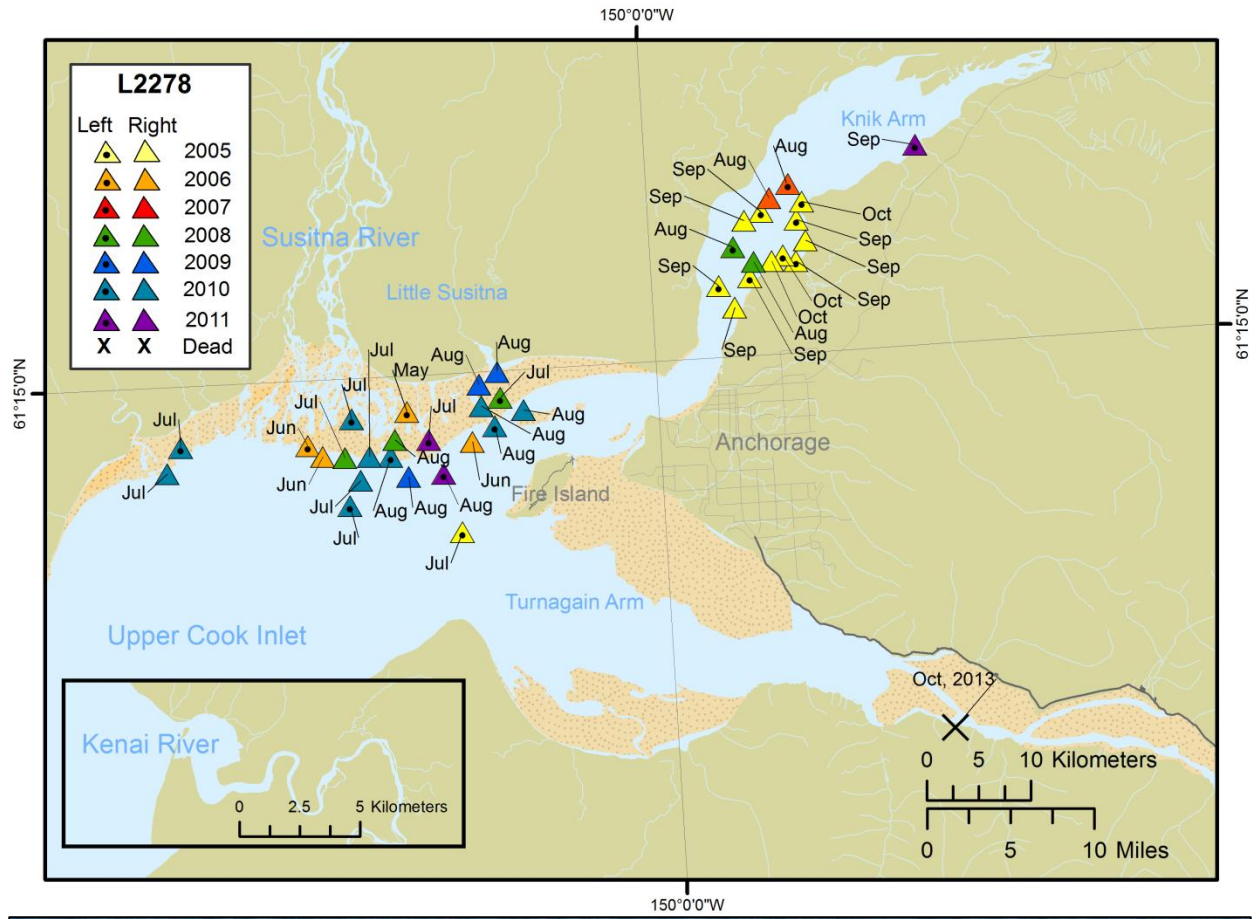 150°0'0"W
L2278
Left Right
2005
2006
2007
2008
2009
2010
2011
X X Dead
Knik Arm
Sep
Aug
Aug
Sep
Sep
Oct
Aug
Sep
Sep
Sep
Sep
Oct
Oct
Aug
Sep
Sep
61°15'0"N
Susitna River
Little Susitna
Jul
May
Aug
Aug
Jul
Jul
Jul
Jul
Aug
Aug
Aug
Jul
Jun
Jun
Aug
Jun
Jul
Jul
Aug
Aug
Aug
Jul
Jul
61°15'0"N
Anchorage
Fire Island
Turnagain Arm
Upper Cook Inlet
Oct, 2013
Kenai River
0 2.5 5 Kilometers
0 5 10 Kilometers
0 5 10 Miles
150°0'0"W